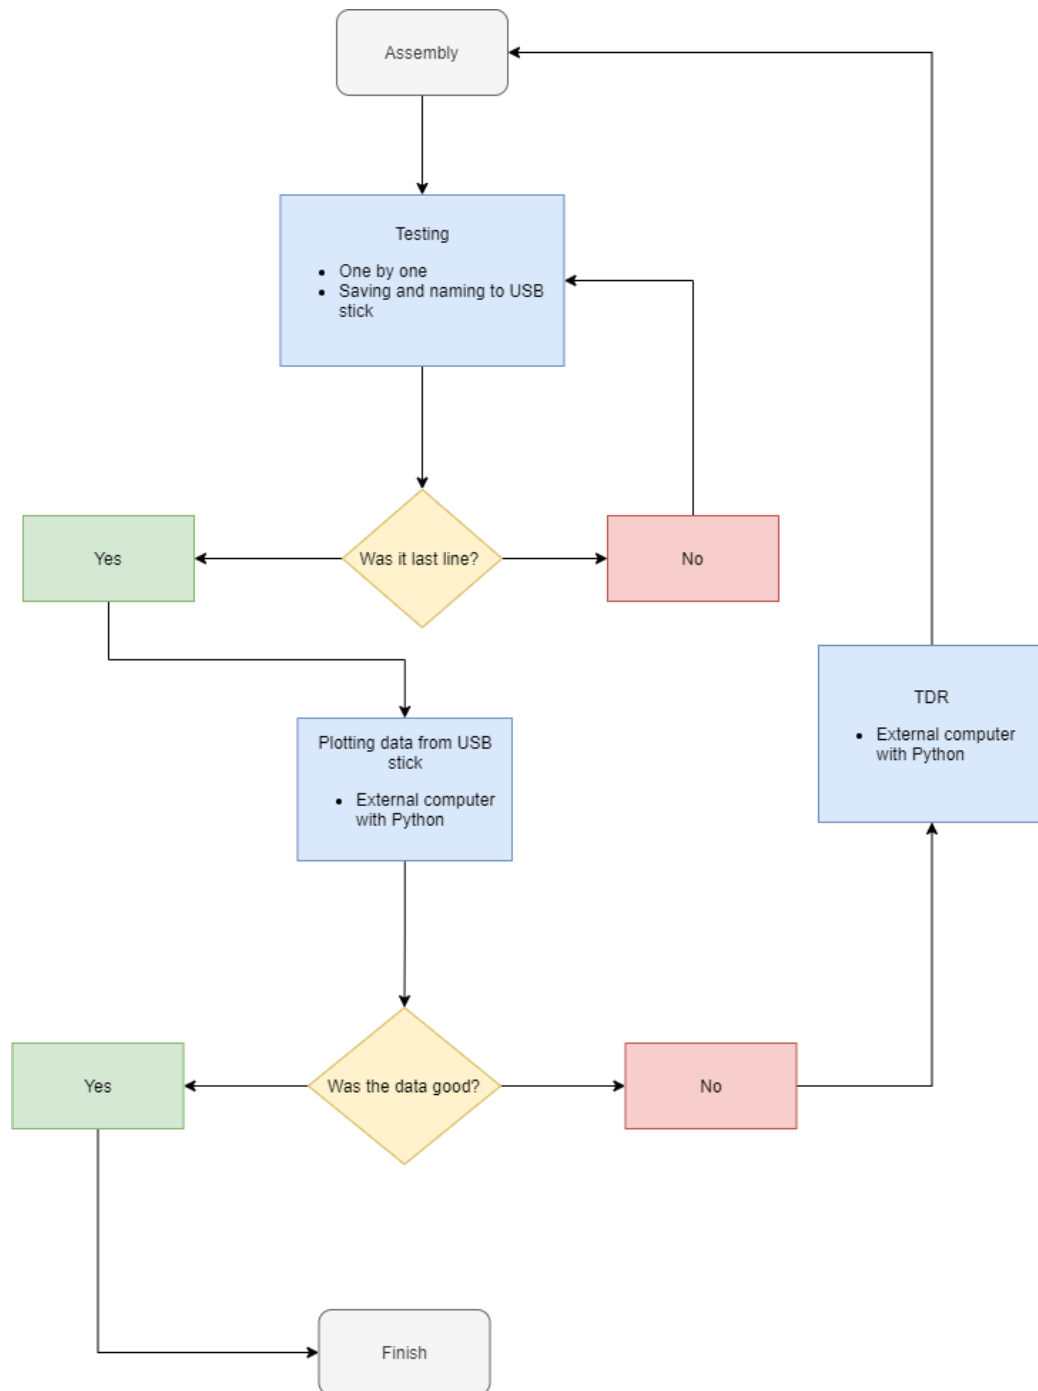 Assembly
Testing
• One by one
• Saving and naming to USB
stick
Yes
Was it last line?
No
TDR
• External computer
with Python
Plotting data from USB
stick
• External computer
with Python
Yes
Was the data good?
No
Finish